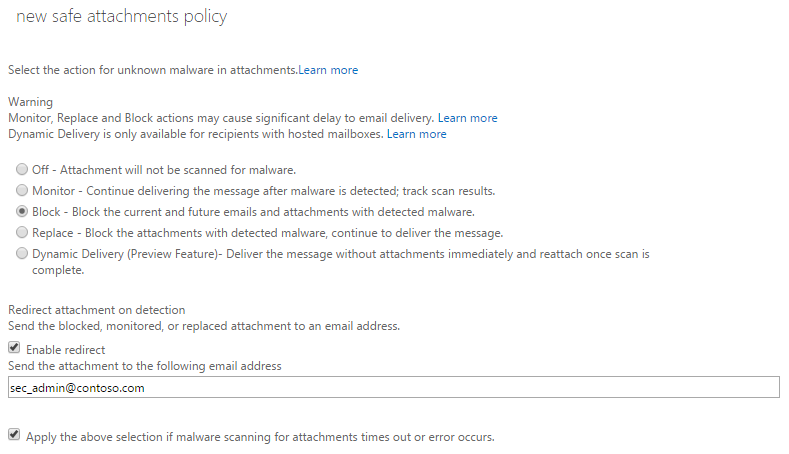 new safe attachments policy
Select the action for unknown malware in attachments.Learn more
Warning
Monitor, Replace and Block actions may cause significant delay to email delivery. Learn more
Dynamic Delivery is only available for recipients with hosted mailboxes. Learn more
Off - Attachment will not be scanned for malware.
Monitor - Continue delivering the message after malware is detected; track scan results.
Block - Block the current and future emails and attachments with detected malware.
Replace - Block the attachments with detected malware, continue to deliver the message.
Dynamic Delivery (Preview Feature)- Deliver the message without attachments immediately and reattach once scan is
complete.
Redirect attachment on detection
Send the blocked, monitored, or replaced attachment to an email address.
Enable redirect
Send the attachment to the following email address
sec_admin@contoso.com
Apply the above selection if malware scanning for attachments times out or error occurs.